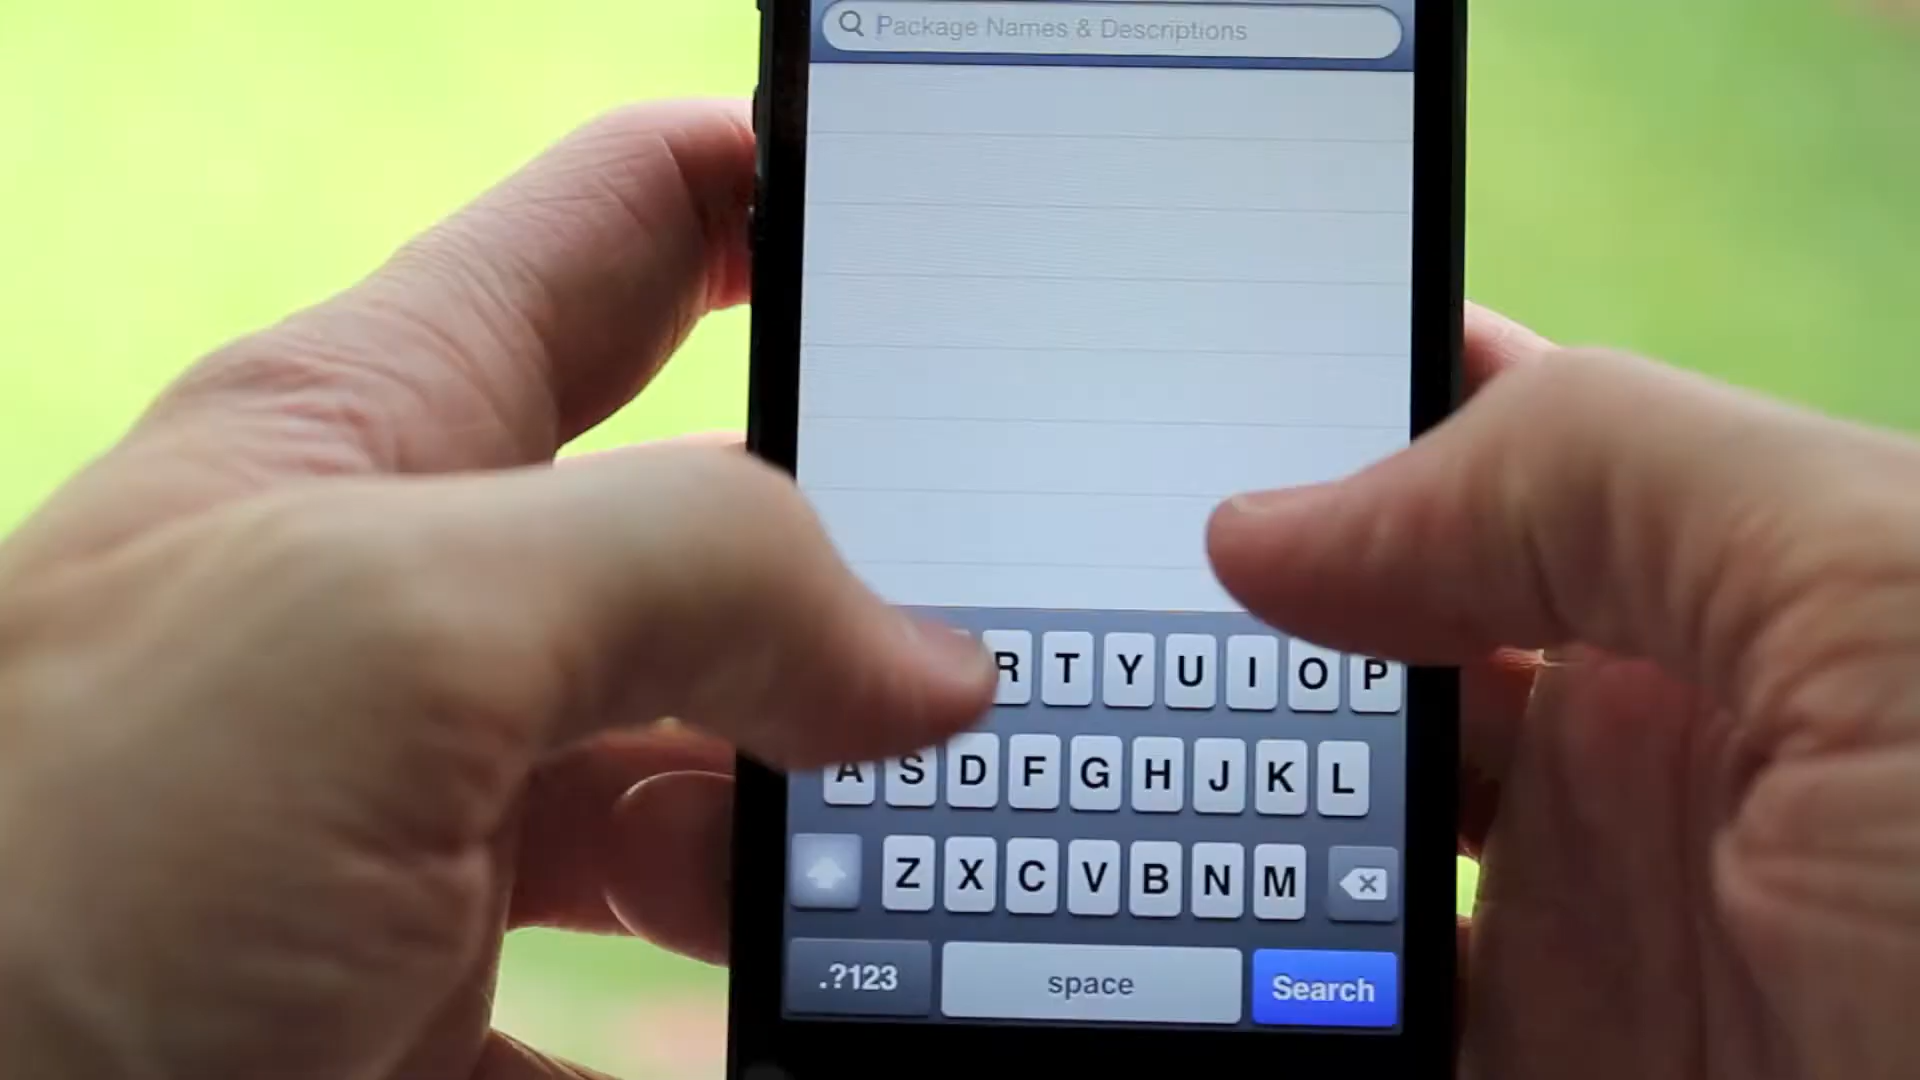 Package Names & Descriptions
R T Y U I O P
A S D F G H J K L
Z X C V B N M
.?123 space Search